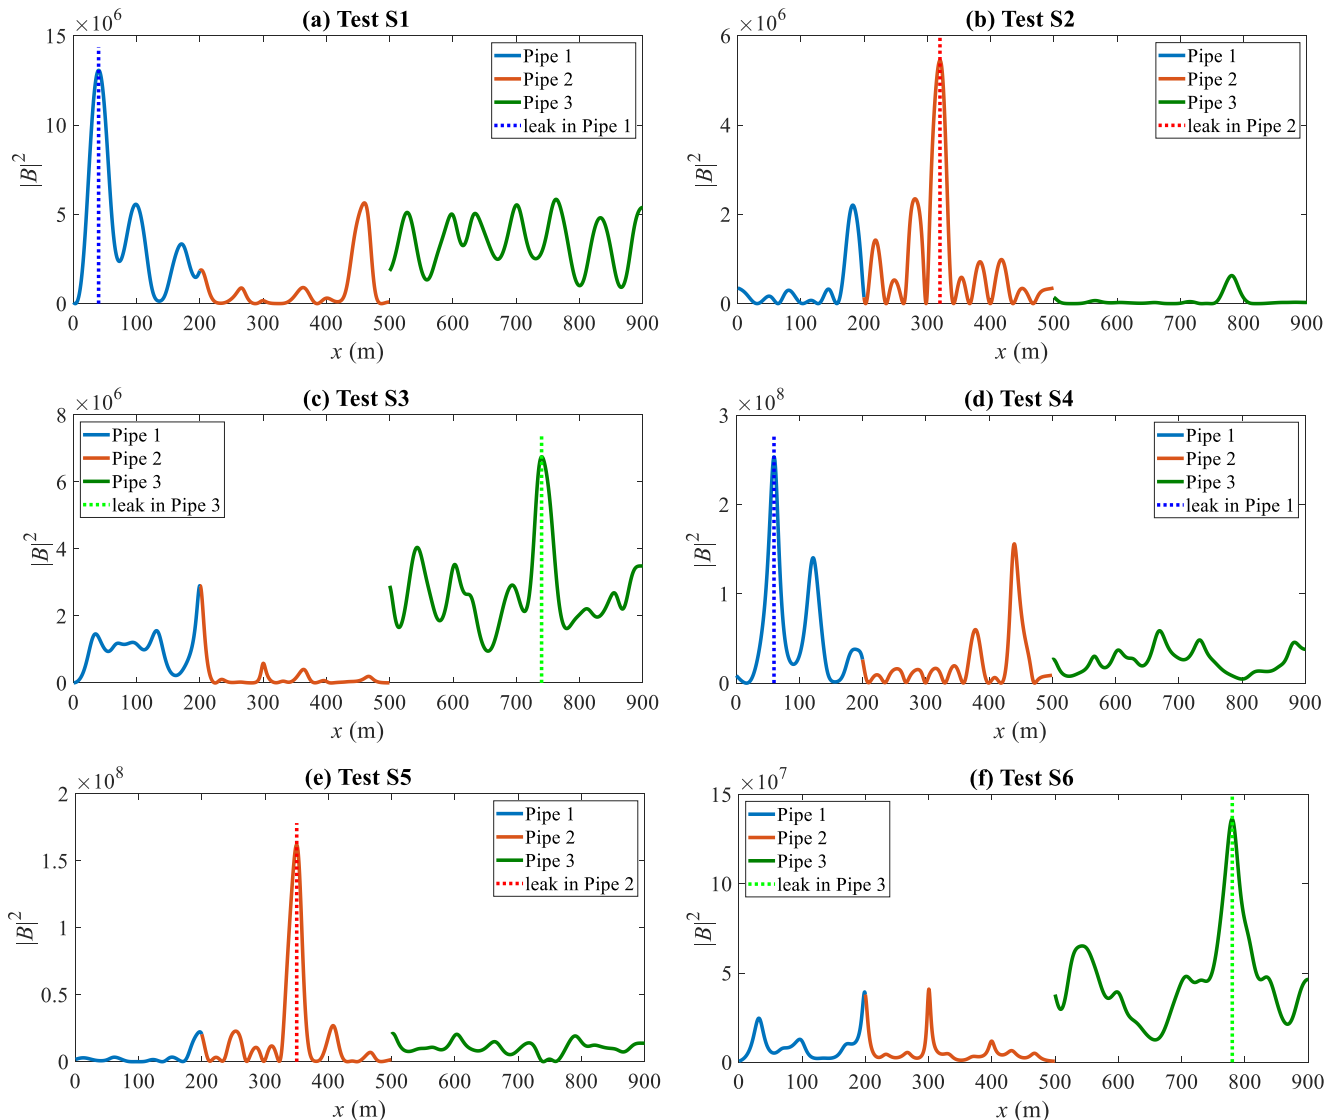 (a) Test S1
×10^6
15
10
5
0
|B|^2
0 100 200 300 400 500 600 700 800 900
x (m)
Pipe 1
Pipe 2
Pipe 3
leak in Pipe 1
(b) Test S2
×10^6
6
4
2
0
|B|^2
0 100 200 300 400 500 600 700 800 900
x (m)
Pipe 1
Pipe 2
Pipe 3
leak in Pipe 2
(c) Test S3
×10^6
8
6
4
2
0
|B|^2
0 100 200 300 400 500 600 700 800 900
x (m)
Pipe 1
Pipe 2
Pipe 3
leak in Pipe 3
(d) Test S4
×10^8
3
2
1
0
|B|^2
0 100 200 300 400 500 600 700 800 900
x (m)
Pipe 1
Pipe 2
Pipe 3
leak in Pipe 1
(e) Test S5
×10^8
2
1.5
1
0.5
0
|B|^2
0 100 200 300 400 500 600 700 800 900
x (m)
Pipe 1
Pipe 2
Pipe 3
leak in Pipe 2
(f) Test S6
×10^7
15
10
5
0
|B|^2
0 100 200 300 400 500 600 700 800 900
x (m)
Pipe 1
Pipe 2
Pipe 3
leak in Pipe 3